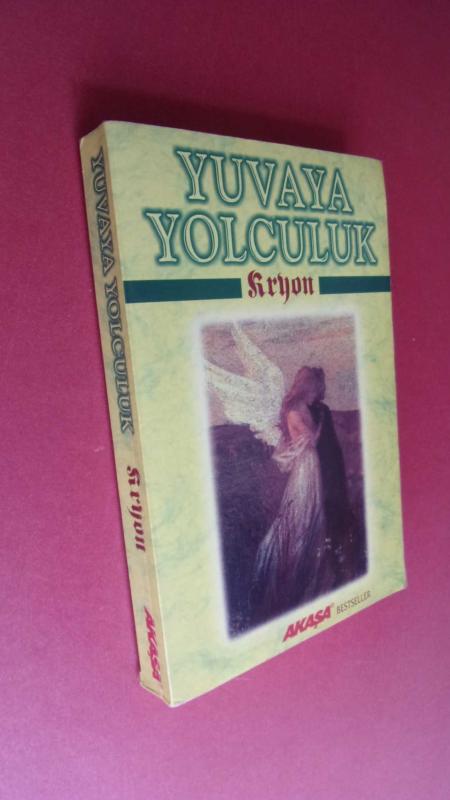 YUVAYA
YOLCULUK
Kryon
AKAŞA BESTSELLER
YUVAYA YOLCULUK
Kryon
AKAŞA